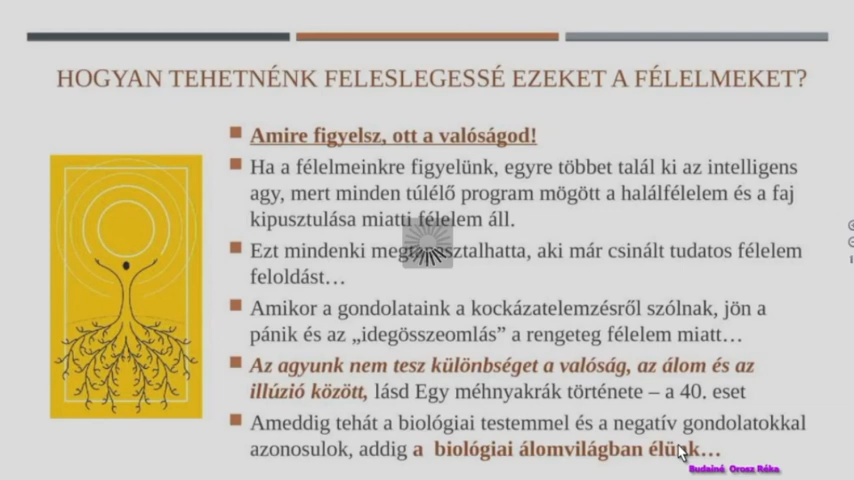 HOGYAN TEHETNÉNK FELESLEGESSÉ EZEKET A FÉLELMEKET?
Amire figyelsz, ott a valóságod!
Ha a félelmeinkre figyelünk, egyre többet talál ki az intelligens
agy, mert minden túlélő program mögött a halálfélelem és a faj
kipusztulása miatti félelem áll.
Ezt mindenki megtapasztalhatta, aki már csinált tudatos félelem
feloldást…
Amikor a gondolataink a kockázatelemzésről szólnak, jön a
pánik és az „idegösszeomlás” a rengeteg félelem miatt…
Az agyunk nem tesz különbséget a valóság, az álom és az
illúzió között, lásd Egy méhnyakrák története – a 40. eset
Ameddig tehát a biológiai testemmel és a negatív gondolatokkal
azonosulok, addig a biológiai álomvilágban élünk…
Budainé Orosz Réka